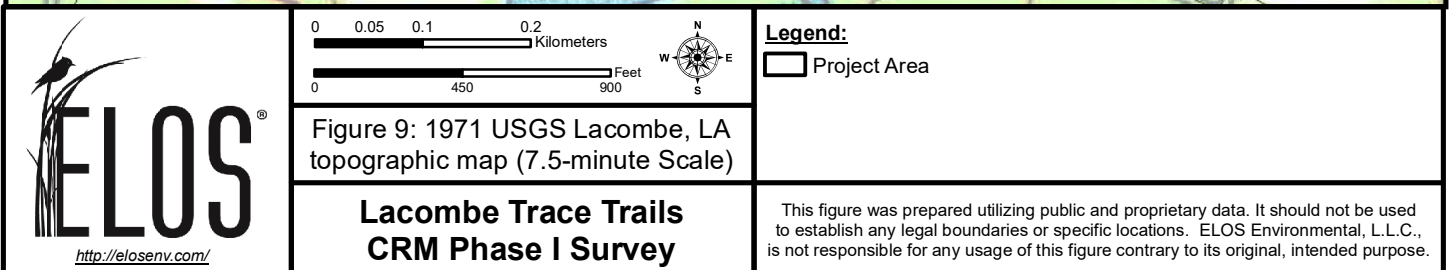 ELOS®
http://elosenv.com/
0 0.05 0.1 0.2
Kilometers
Feet
0 450 900
N
W E
S
Figure 9: 1971 USGS Lacombe, LA
topographic map (7.5-minute Scale)
Lacombe Trace Trails
CRM Phase I Survey
Legend:
Project Area
This figure was prepared utilizing public and proprietary data. It should not be used
to establish any legal boundaries or specific locations. ELOS Environmental, L.L.C.,
is not responsible for any usage of this figure contrary to its original, intended purpose.